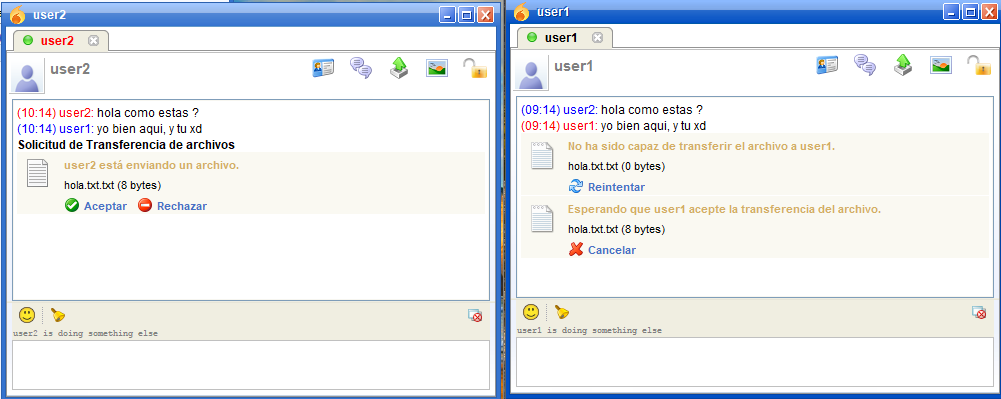 user2
user2
user2
(10:14) user2: hola como estas ?
(10:14) user1: yo bien aqui, y tu xd
Solicitud de Transferencia de archivos
user2 está enviando un archivo.
hola.txt.txt (8 bytes)
Aceptar Rechazar
user2 is doing something else
user1
user1
user1
(09:14) user2: hola como estas ?
(09:14) user1: yo bien aqui, y tu xd
No ha sido capaz de transferir el archivo a user1.
hola.txt.txt (0 bytes)
Reintentar
Esperando que user1 acepte la transferencia del archivo.
hola.txt.txt (8 bytes)
Cancelar
user1 is doing something else